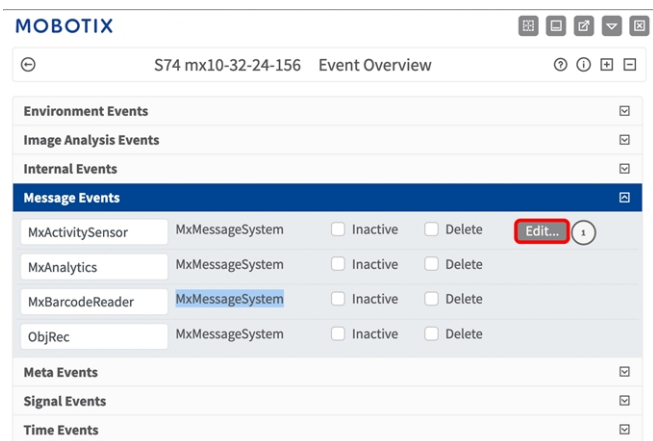 MOBOTIX
S74 mx10-32-24-156 Event Overview
Environment Events
Image Analysis Events
Internal Events
Message Events
MxActivitySensor MxMessageSystem Inactive Delete Edit... 1
MxAnalytics MxMessageSystem Inactive Delete
MxBarcodeReader MxMessageSystem Inactive Delete
ObjRec MxMessageSystem Inactive Delete
Meta Events
Signal Events
Time Events